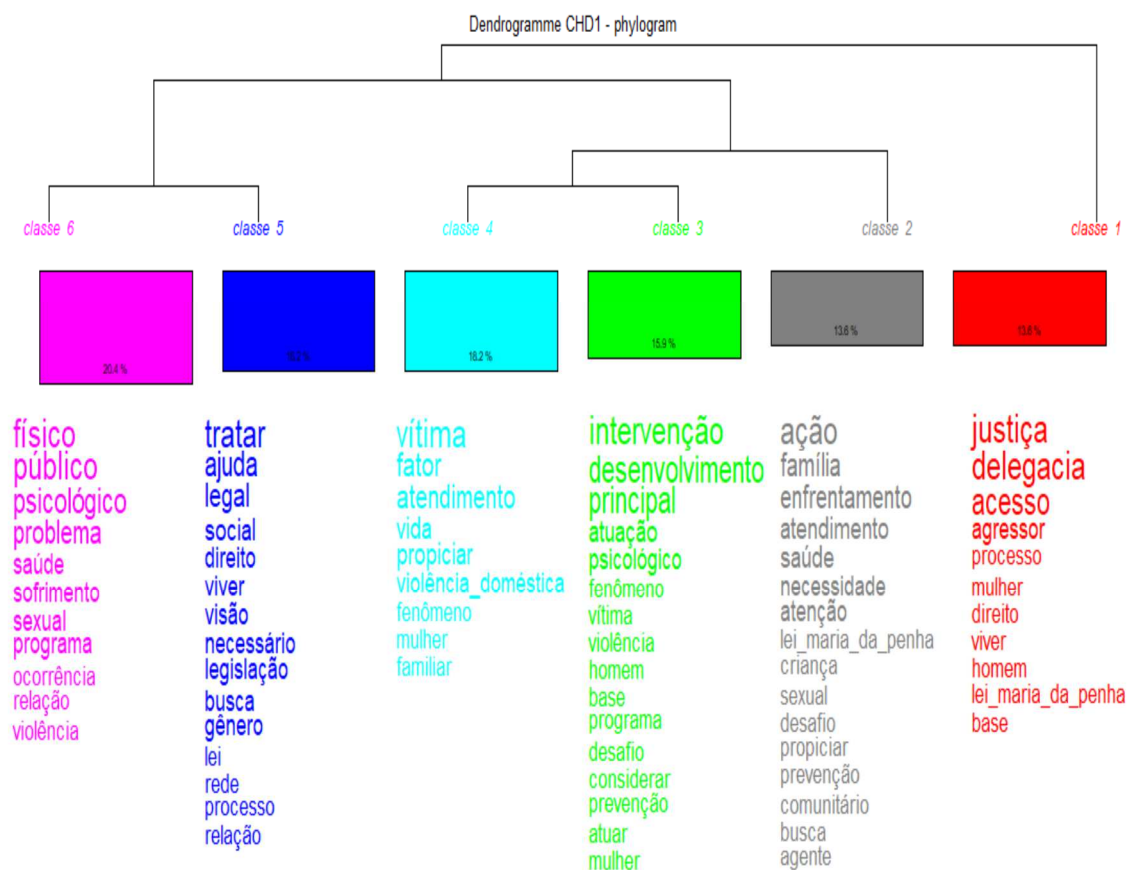 Dendrogramme CHD1 - phylogram
classe 6
classe 5
classe 4
classe 3
classe 2
classe 1
20.4 %
18.2 %
18.2 %
15.9 %
13.6 %
13.6 %
físico
público
psicológico
problema
saúde
sofrimento
sexual
programa
ocorrência
relação
violência
tratar
ajuda
legal
social
direito
viver
visão
necessário
legislação
busca
gênero
lei
rede
processo
relação
vítima
fator
atendimento
vida
propiciar
violência_doméstica
fenômeno
mulher
familiar
intervenção
desenvolvimento
principal
atuação
psicológico
fenômeno
vítima
violência
homem
base
programa
desafio
considerar
prevenção
atuar
mulher
ação
família
enfrentamento
atendimento
saúde
necessidade
atenção
lei_maria_da_penha
criança
sexual
desafio
propiciar
prevenção
comunitário
busca
agente
justiça
delegacia
acesso
agressor
processo
mulher
direito
viver
homem
lei_maria_da_penha
base